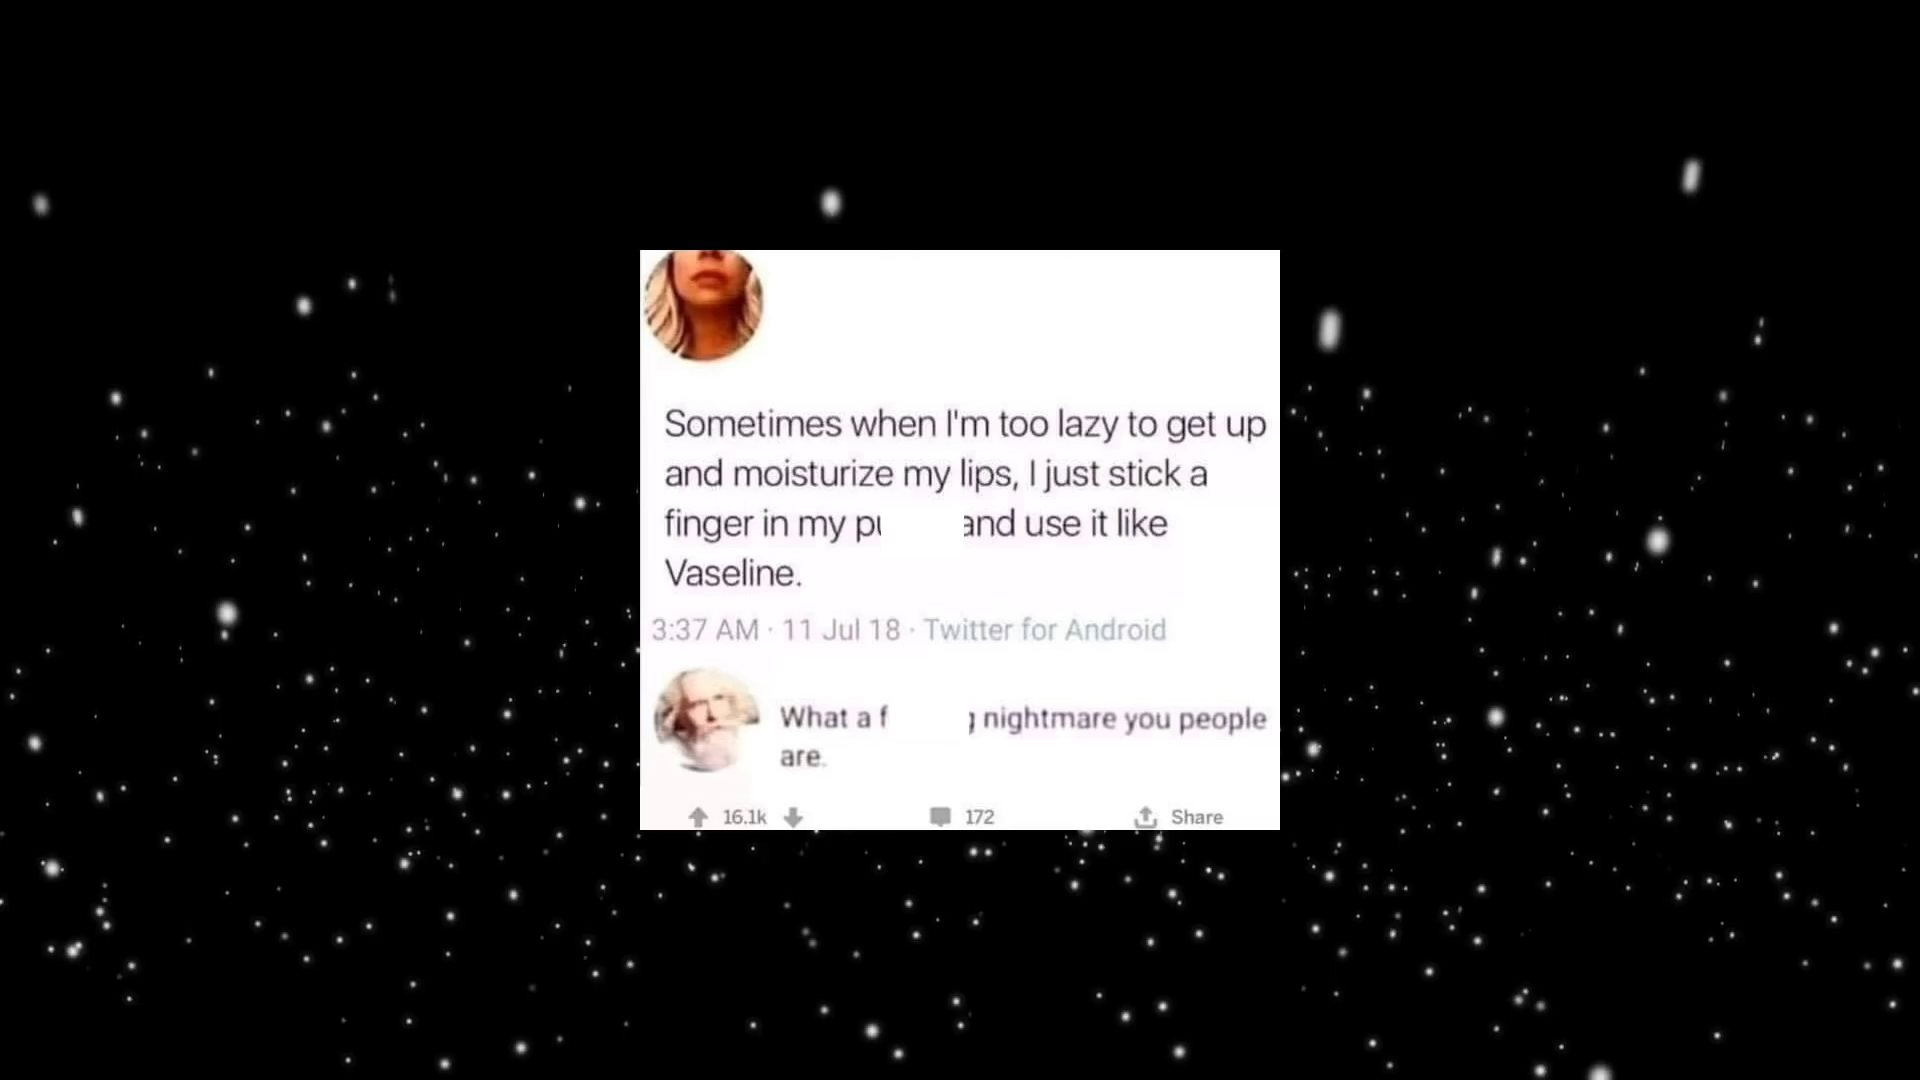 Sometimes when I'm too lazy to get up
and moisturize my lips, I just stick a
finger in my and use it like
Vaseline.
3:37 AM · 11 Jul 18 · Twitter for Android
What a nightmare you people
are.
16.1k 172 Share